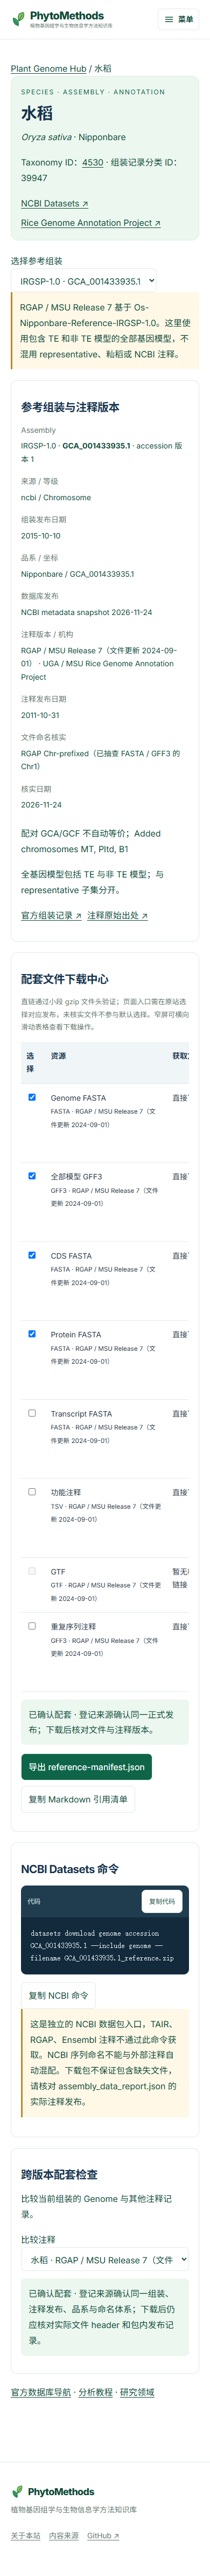 PhytoMethods
植物基因组学与生物信息学方法知识库
菜单
Plant Genome Hub / 水稻
SPECIES · ASSEMBLY · ANNOTATION
水稻
Oryza sativa · Nipponbare
Taxonomy ID：4530 · 组装记录分类 ID：
39947
NCBI Datasets ↗
Rice Genome Annotation Project ↗
选择参考组装
IRGSP-1.0 · GCA_001433935.1
RGAP / MSU Release 7 基于 Os-
Nipponbare-Reference-IRGSP-1.0。这里使
用包含 TE 和非 TE 模型的全部基因模型，不
混用 representative、籼稻或 NCBI 注释。
参考组装与注释版本
Assembly
IRGSP-1.0 · GCA_001433935.1 · accession 版
本 1
来源 / 等级
ncbi / Chromosome
组装发布日期
2015-10-10
品系 / 坐标
Nipponbare / GCA_001433935.1
数据库发布
NCBI metadata snapshot 2026-11-24
注释版本 / 机构
RGAP / MSU Release 7（文件更新 2024-09-
01） · UGA / MSU Rice Genome Annotation
Project
注释发布日期
2011-10-31
文件命名核实
RGAP Chr-prefixed（已抽查 FASTA / GFF3 的
Chr1）
核实日期
2026-11-24
配对 GCA/GCF 不自动等价；Added
chromosomes MT, Pltd, B1
全基因模型包括 TE 与非 TE 模型；与
representative 子集分开。
官方组装记录 ↗ 注释原始出处 ↗
配套文件下载中心
直链通过小段 gzip 文件头验证；页面入口需在原站选
择对应发布，未核实文件不参与默认选择。窄屏可横向
滑动表格查看下载操作。
选
择 资源 获取
Genome FASTA 直接
FASTA · RGAP / MSU Release 7（文
件更新 2024-09-01）
全部模型 GFF3 直接
GFF3 · RGAP / MSU Release 7（文件
更新 2024-09-01）
CDS FASTA 直接
FASTA · RGAP / MSU Release 7（文
件更新 2024-09-01）
Protein FASTA 直接
FASTA · RGAP / MSU Release 7（文
件更新 2024-09-01）
Transcript FASTA 直接
FASTA · RGAP / MSU Release 7（文
件更新 2024-09-01）
功能注释 直接
TSV · RGAP / MSU Release 7（文件更
新 2024-09-01）
GTF 暂无
GTF · RGAP / MSU Release 7（文件更 链接
新 2024-09-01）
重复序列注释 直接
GFF3 · RGAP / MSU Release 7（文件
更新 2024-09-01）
已确认配套 · 登记来源确认同一正式发
布；下载后核对文件与注释版本。
导出 reference-manifest.json
复制 Markdown 引用清单
NCBI Datasets 命令
代码 复制代码
datasets download genome accession
GCA_001433935.1 --include genome --
filename GCA_001433935.1_reference.zip
复制 NCBI 命令
这是独立的 NCBI 数据包入口，TAIR、
RGAP、Ensembl 注释不通过此命令获
取。NCBI 序列命名不能与外部注释自
动混配。下载包不保证包含缺失文件，
请核对 assembly_data_report.json 的
实际注释发布。
跨版本配套检查
比较当前组装的 Genome 与其他注释记
录。
比较注释
水稻 · RGAP / MSU Release 7（文件
已确认配套 · 登记来源确认同一组装、
注释发布、品系与命名体系；下载后仍
应核对实际文件 header 和包内发布记
录。
官方数据库导航 · 分析教程 · 研究领域
PhytoMethods
植物基因组学与生物信息学方法知识库
关于本站 内容来源 GitHub ↗